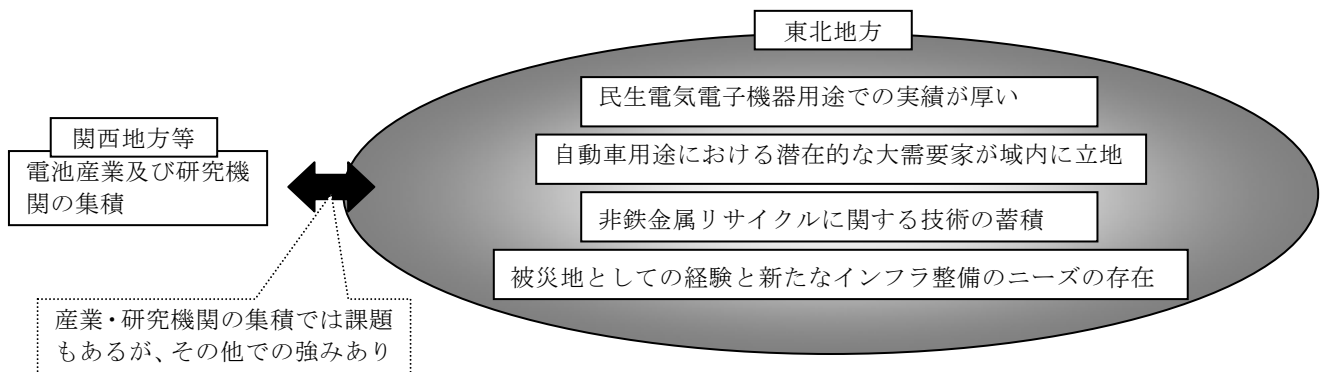 東北地方
民生電気電子機器用途での実績が厚い
自動車用途における潜在的な大需要家が域内に立地
非鉄金属リサイクルに関する技術の蓄積
被災地としての経験と新たなインフラ整備のニーズの存在
関西地方等
電池産業及び研究機
関の集積
産業・研究機関の集積では課題
もあるが、その他での強みあり